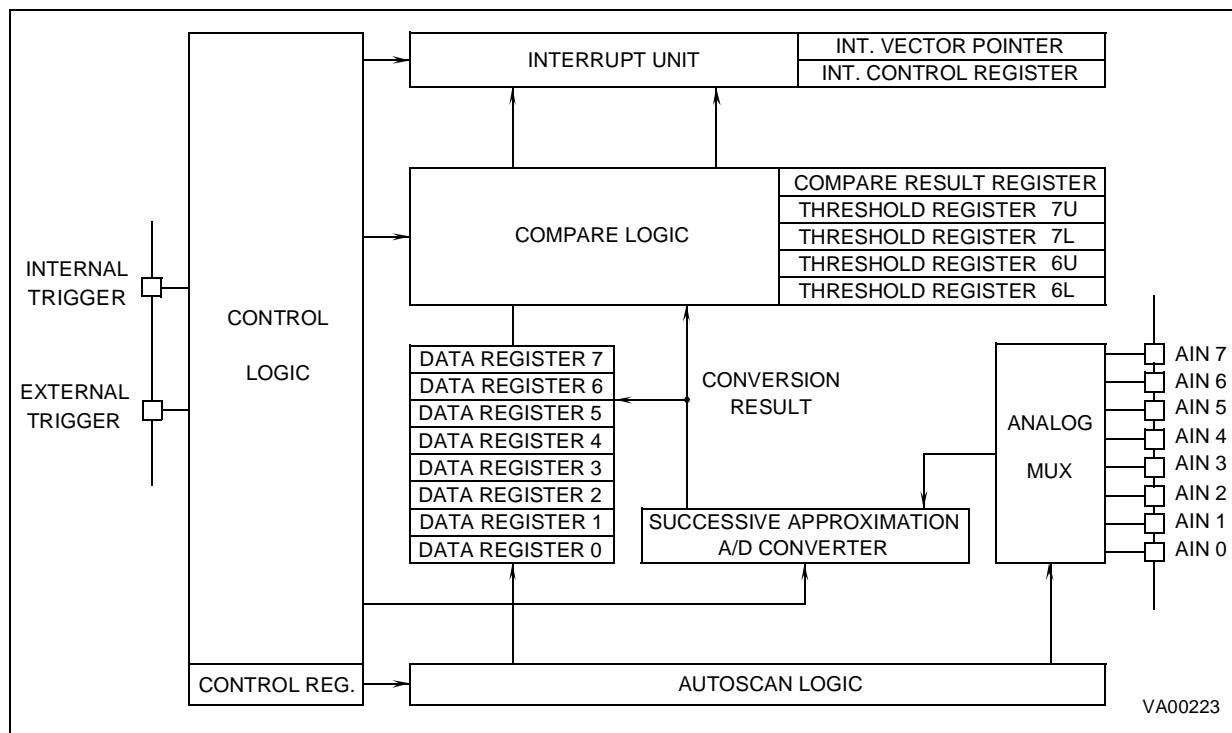 INTERRUPT UNIT
INT. VECTOR POINTER
INT. CONTROL REGISTER
COMPARE LOGIC
COMPARE RESULT REGISTER
THRESHOLD REGISTER 7U
THRESHOLD REGISTER 7L
THRESHOLD REGISTER 6U
THRESHOLD REGISTER 6L
INTERNAL
TRIGGER
EXTERNAL
TRIGGER
CONTROL
LOGIC
DATA REGISTER 7
DATA REGISTER 6
DATA REGISTER 5
DATA REGISTER 4
DATA REGISTER 3
DATA REGISTER 2
DATA REGISTER 1
DATA REGISTER 0
CONVERSION
RESULT
SUCCESSIVE APPROXIMATION
A/D CONVERTER
ANALOG
MUX
AIN 7
AIN 6
AIN 5
AIN 4
AIN 3
AIN 2
AIN 1
AIN 0
CONTROL REG.
AUTOSCAN LOGIC
VA00223